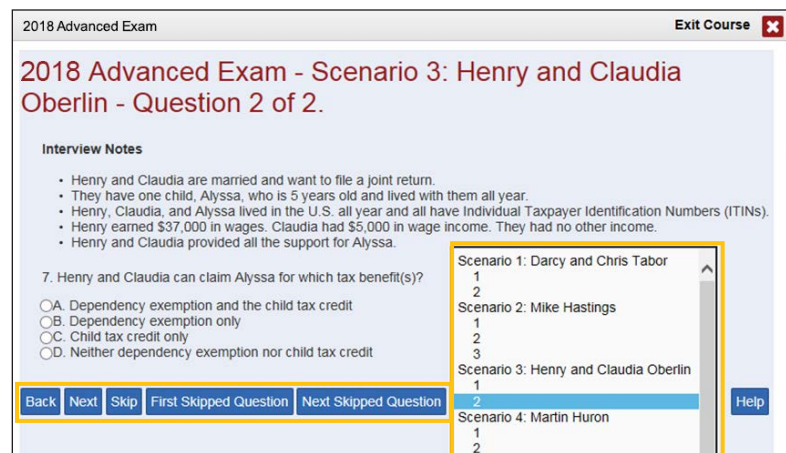 2018 Advanced Exam
Exit Course
2018 Advanced Exam - Scenario 3: Henry and Claudia
Oberlin - Question 2 of 2.
Interview Notes
• Henry and Claudia are married and want to file a joint return.
• They have one child, Alyssa, who is 5 years old and lived with them all year.
• Henry, Claudia, and Alyssa lived in the U.S. all year and all have Individual Taxpayer Identification Numbers (ITINs).
• Henry earned $37,000 in wages. Claudia had $5,000 in wage income. They had no other income.
• Henry and Claudia provided all the support for Alyssa.
7. Henry and Claudia can claim Alyssa for which tax benefit(s)?
A. Dependency exemption and the child tax credit
B. Dependency exemption only
C. Child tax credit only
D. Neither dependency exemption nor child tax credit
Back Next Skip First Skipped Question Next Skipped Question
Scenario 1: Darcy and Chris Tabor
1
2
Scenario 2: Mike Hastings
1
2
3
Scenario 3: Henry and Claudia Oberlin
1
2
Scenario 4: Martin Huron
1
2
Help